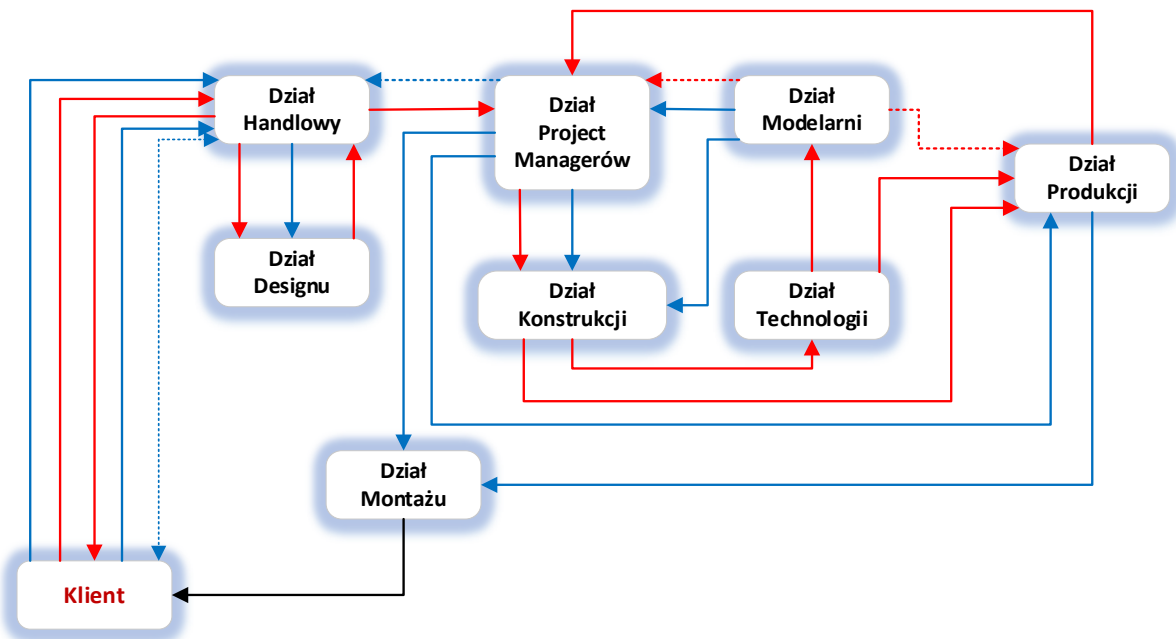 Dział
Handlowy
Dział
Project
Managerów
Dział
Modelarni
Dział
Produkcji
Dział
Designu
Dział
Konstrukcji
Dział
Technologii
Dział
Montażu
Klient